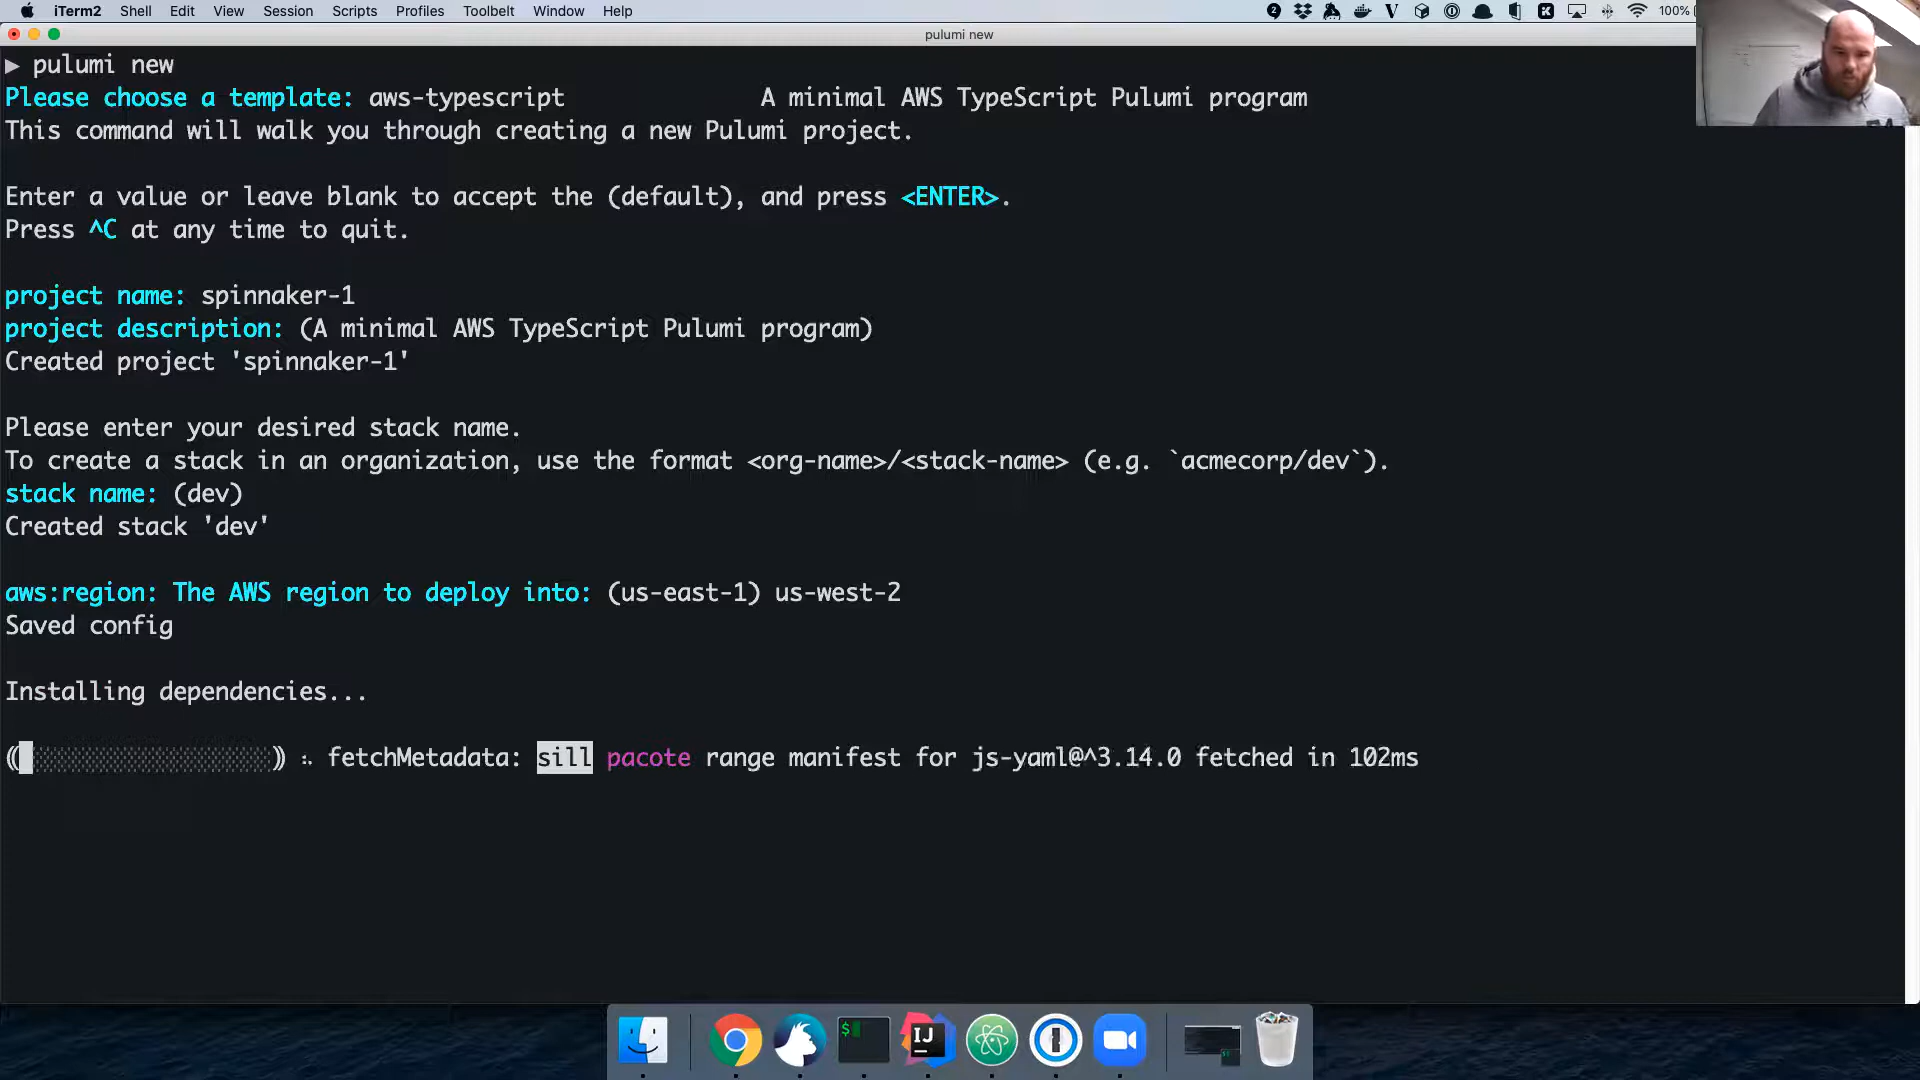 iTerm2 Shell Edit View Session Scripts Profiles Toolbelt Window Help 100%
pulumi new
▶ pulumi new
Please choose a template: aws-typescript A minimal AWS TypeScript Pulumi program
This command will walk you through creating a new Pulumi project.
Enter a value or leave blank to accept the (default), and press <ENTER>.
Press ^C at any time to quit.
project name: spinnaker-1
project description: (A minimal AWS TypeScript Pulumi program)
Created project 'spinnaker-1'
Please enter your desired stack name.
To create a stack in an organization, use the format <org-name>/<stack-name> (e.g. `acmecorp/dev`).
stack name: (dev)
Created stack 'dev'
aws:region: The AWS region to deploy into: (us-east-1) us-west-2
Saved config
Installing dependencies...
fetchMetadata: sill pacote range manifest for js-yaml@^3.14.0 fetched in 102ms
$
IJ